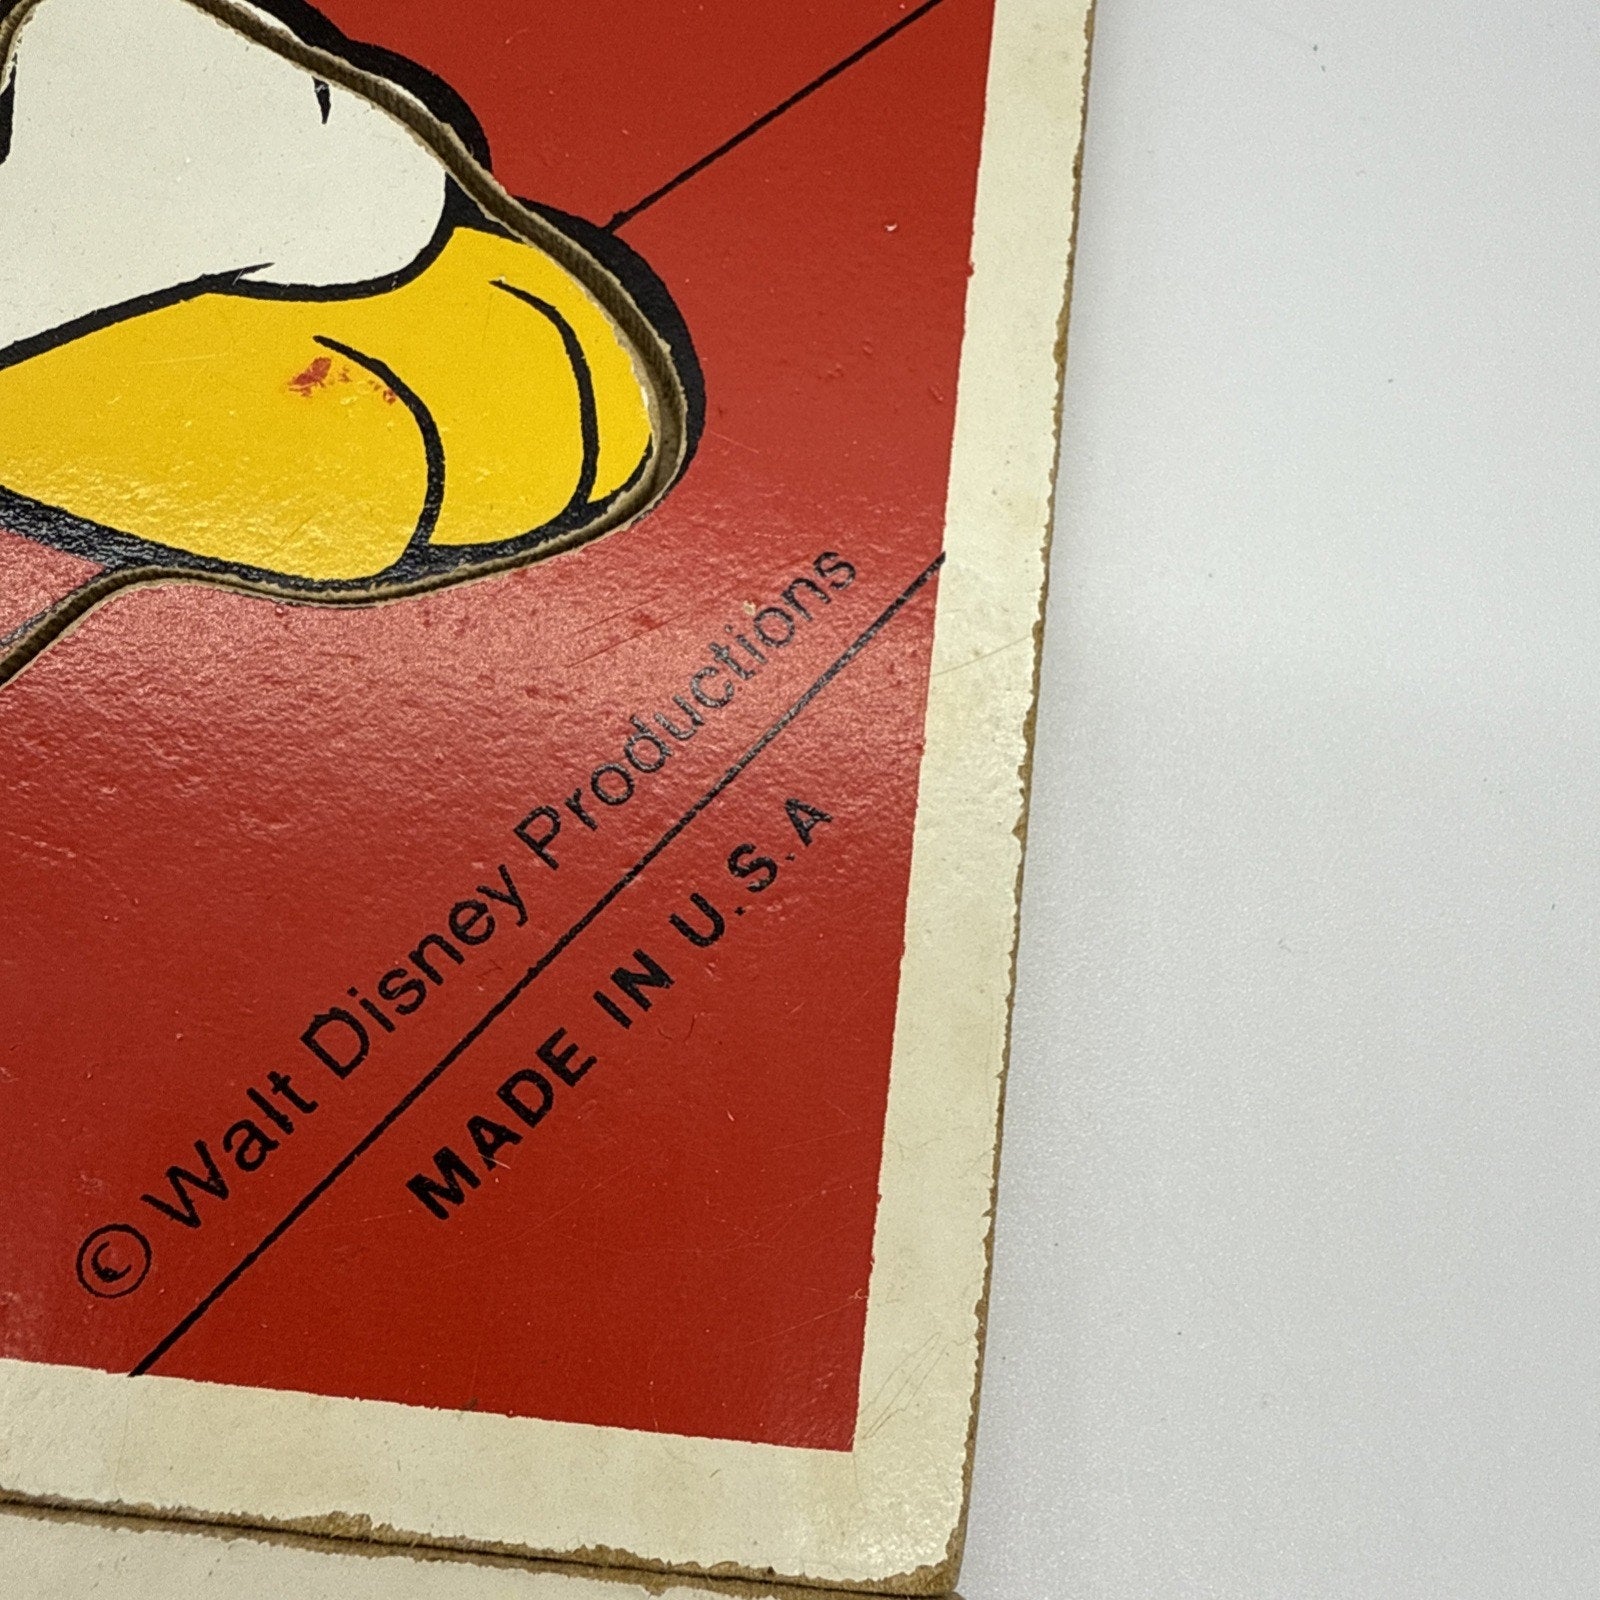 © Walt Disney Productions
MADE IN U.S.A